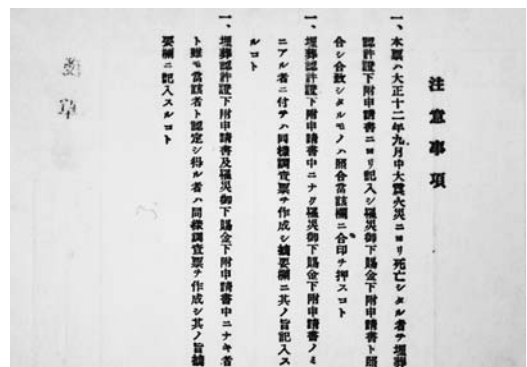 注意事項
一、本票ハ大正十二年九月中大震火災ニヨリ死亡シタル者ヲ埋葬
認許證下附申請書ニヨリ記入シ罹災御下賜金下附申請書ト照
合シ合致シタルモノハ照合當該欄ニ合印ヲ押スコト
一、埋葬認許證下附申請書中ニナク罹災御下賜金下附申請書ノミ
ニアル者ニ付テハ同樣調査票ヲ作成シ摘要欄ニ其ノ旨記入ス
ルコト
一、埋葬認許證下附申請書及罹災御下賜金下附申請書中ニナキ者
ト雖モ當該者ト認定シ得ル者ハ同樣調査票ヲ作成シ其ノ旨摘
要欄ニ記入スルコト